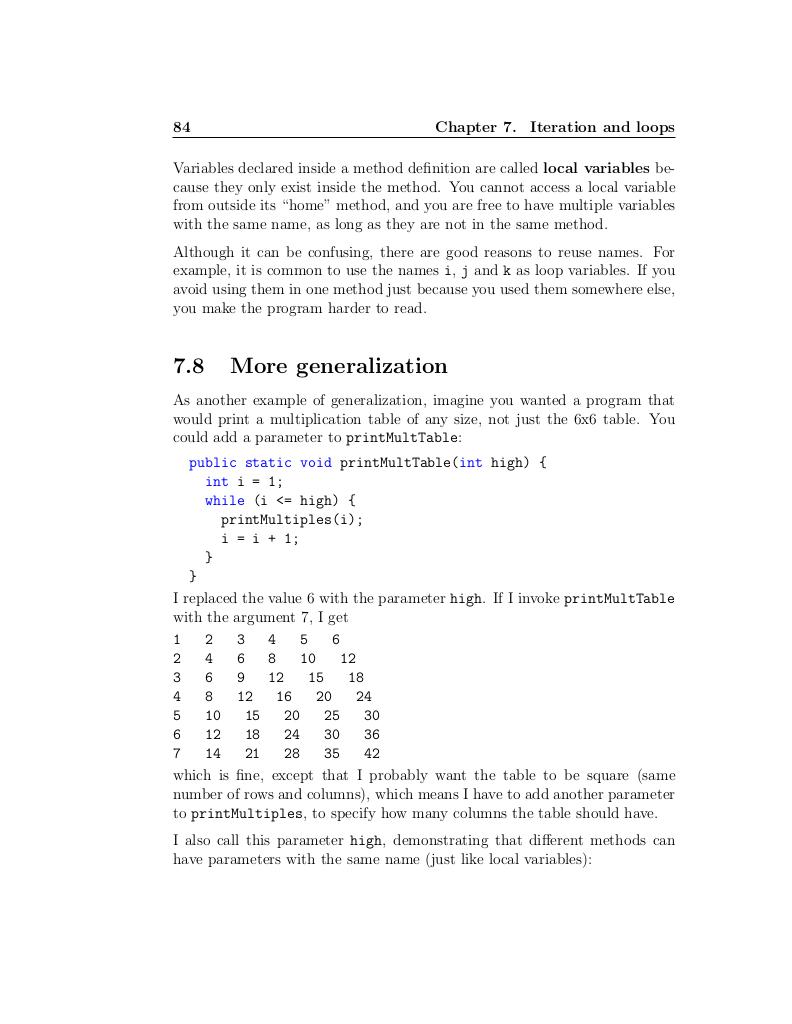 84 Chapter 7. Iteration and loops
Variables declared inside a method definition are called local variables be-
cause they only exist inside the method. You cannot access a local variable
from outside its “home” method, and you are free to have multiple variables
with the same name, as long as they are not in the same method.
Although it can be confusing, there are good reasons to reuse names. For
example, it is common to use the names i, j and k as loop variables. If you
avoid using them in one method just because you used them somewhere else,
you make the program harder to read.
7.8 More generalization
As another example of generalization, imagine you wanted a program that
would print a multiplication table of any size, not just the 6x6 table. You
could add a parameter to printMultTable:
public static void printMultTable(int high) {
int i = 1;
while (i <= high) {
printMultiples(i);
i = i + 1;
}
}
I replaced the value 6 with the parameter high. If I invoke printMultTable
with the argument 7, I get
1 2 3 4 5 6
2 4 6 8 10 12
3 6 9 12 15 18
4 8 12 16 20 24
5 10 15 20 25 30
6 12 18 24 30 36
7 14 21 28 35 42
which is fine, except that I probably want the table to be square (same
number of rows and columns), which means I have to add another parameter
to printMultiples, to specify how many columns the table should have.
I also call this parameter high, demonstrating that different methods can
have parameters with the same name (just like local variables):